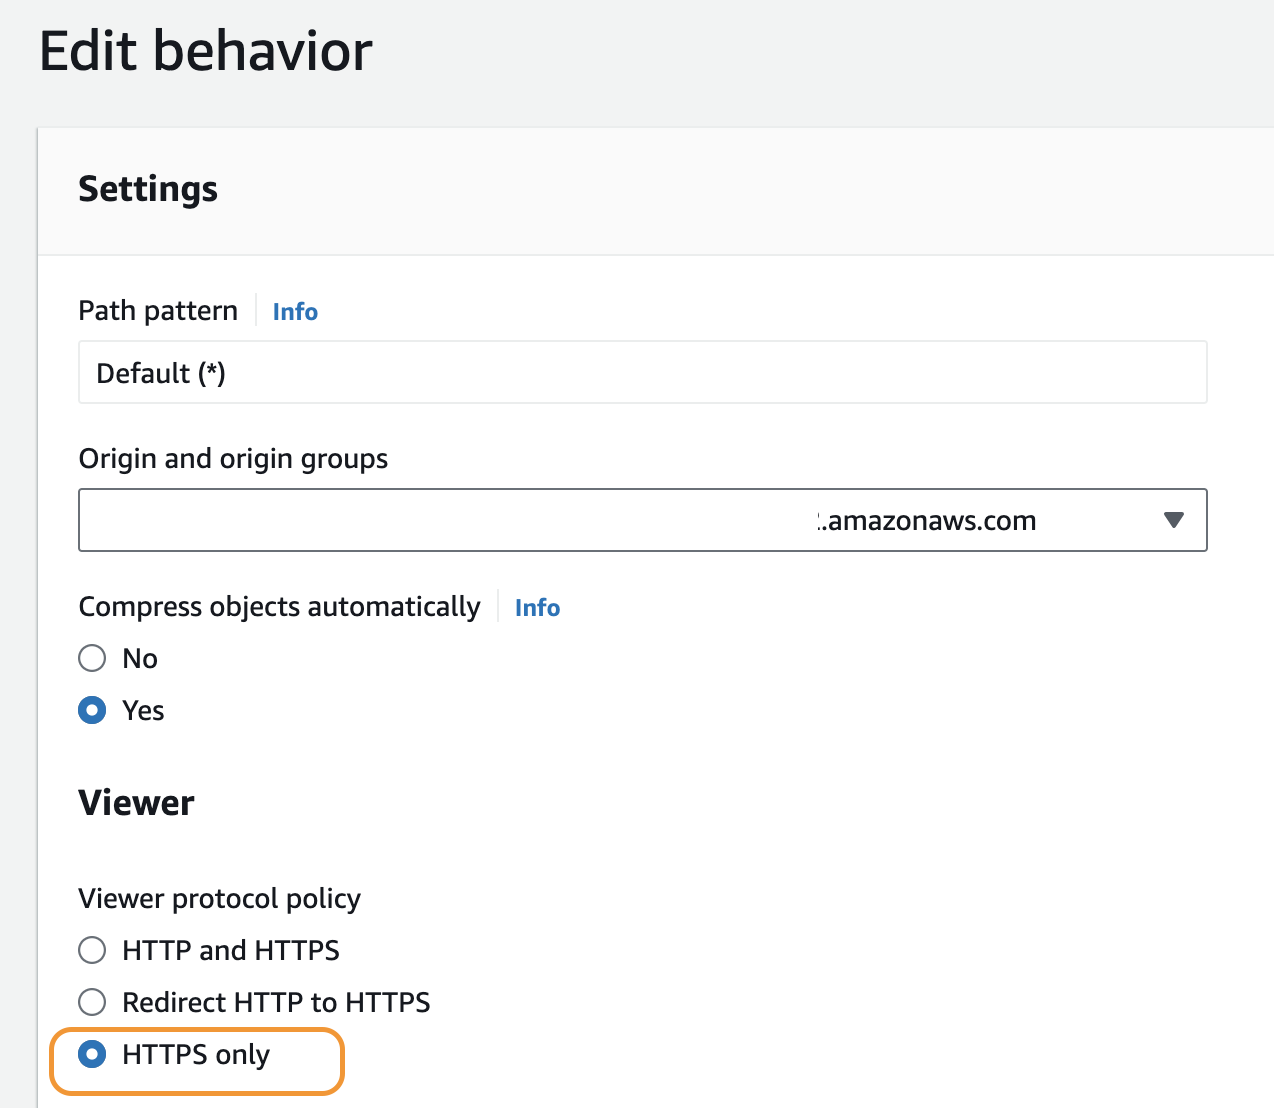 Edit behavior
Settings
Path pattern Info
Default (*)
Origin and origin groups
.amazonaws.com
Compress objects automatically Info
No
Yes
Viewer
Viewer protocol policy
HTTP and HTTPS
Redirect HTTP to HTTPS
HTTPS only